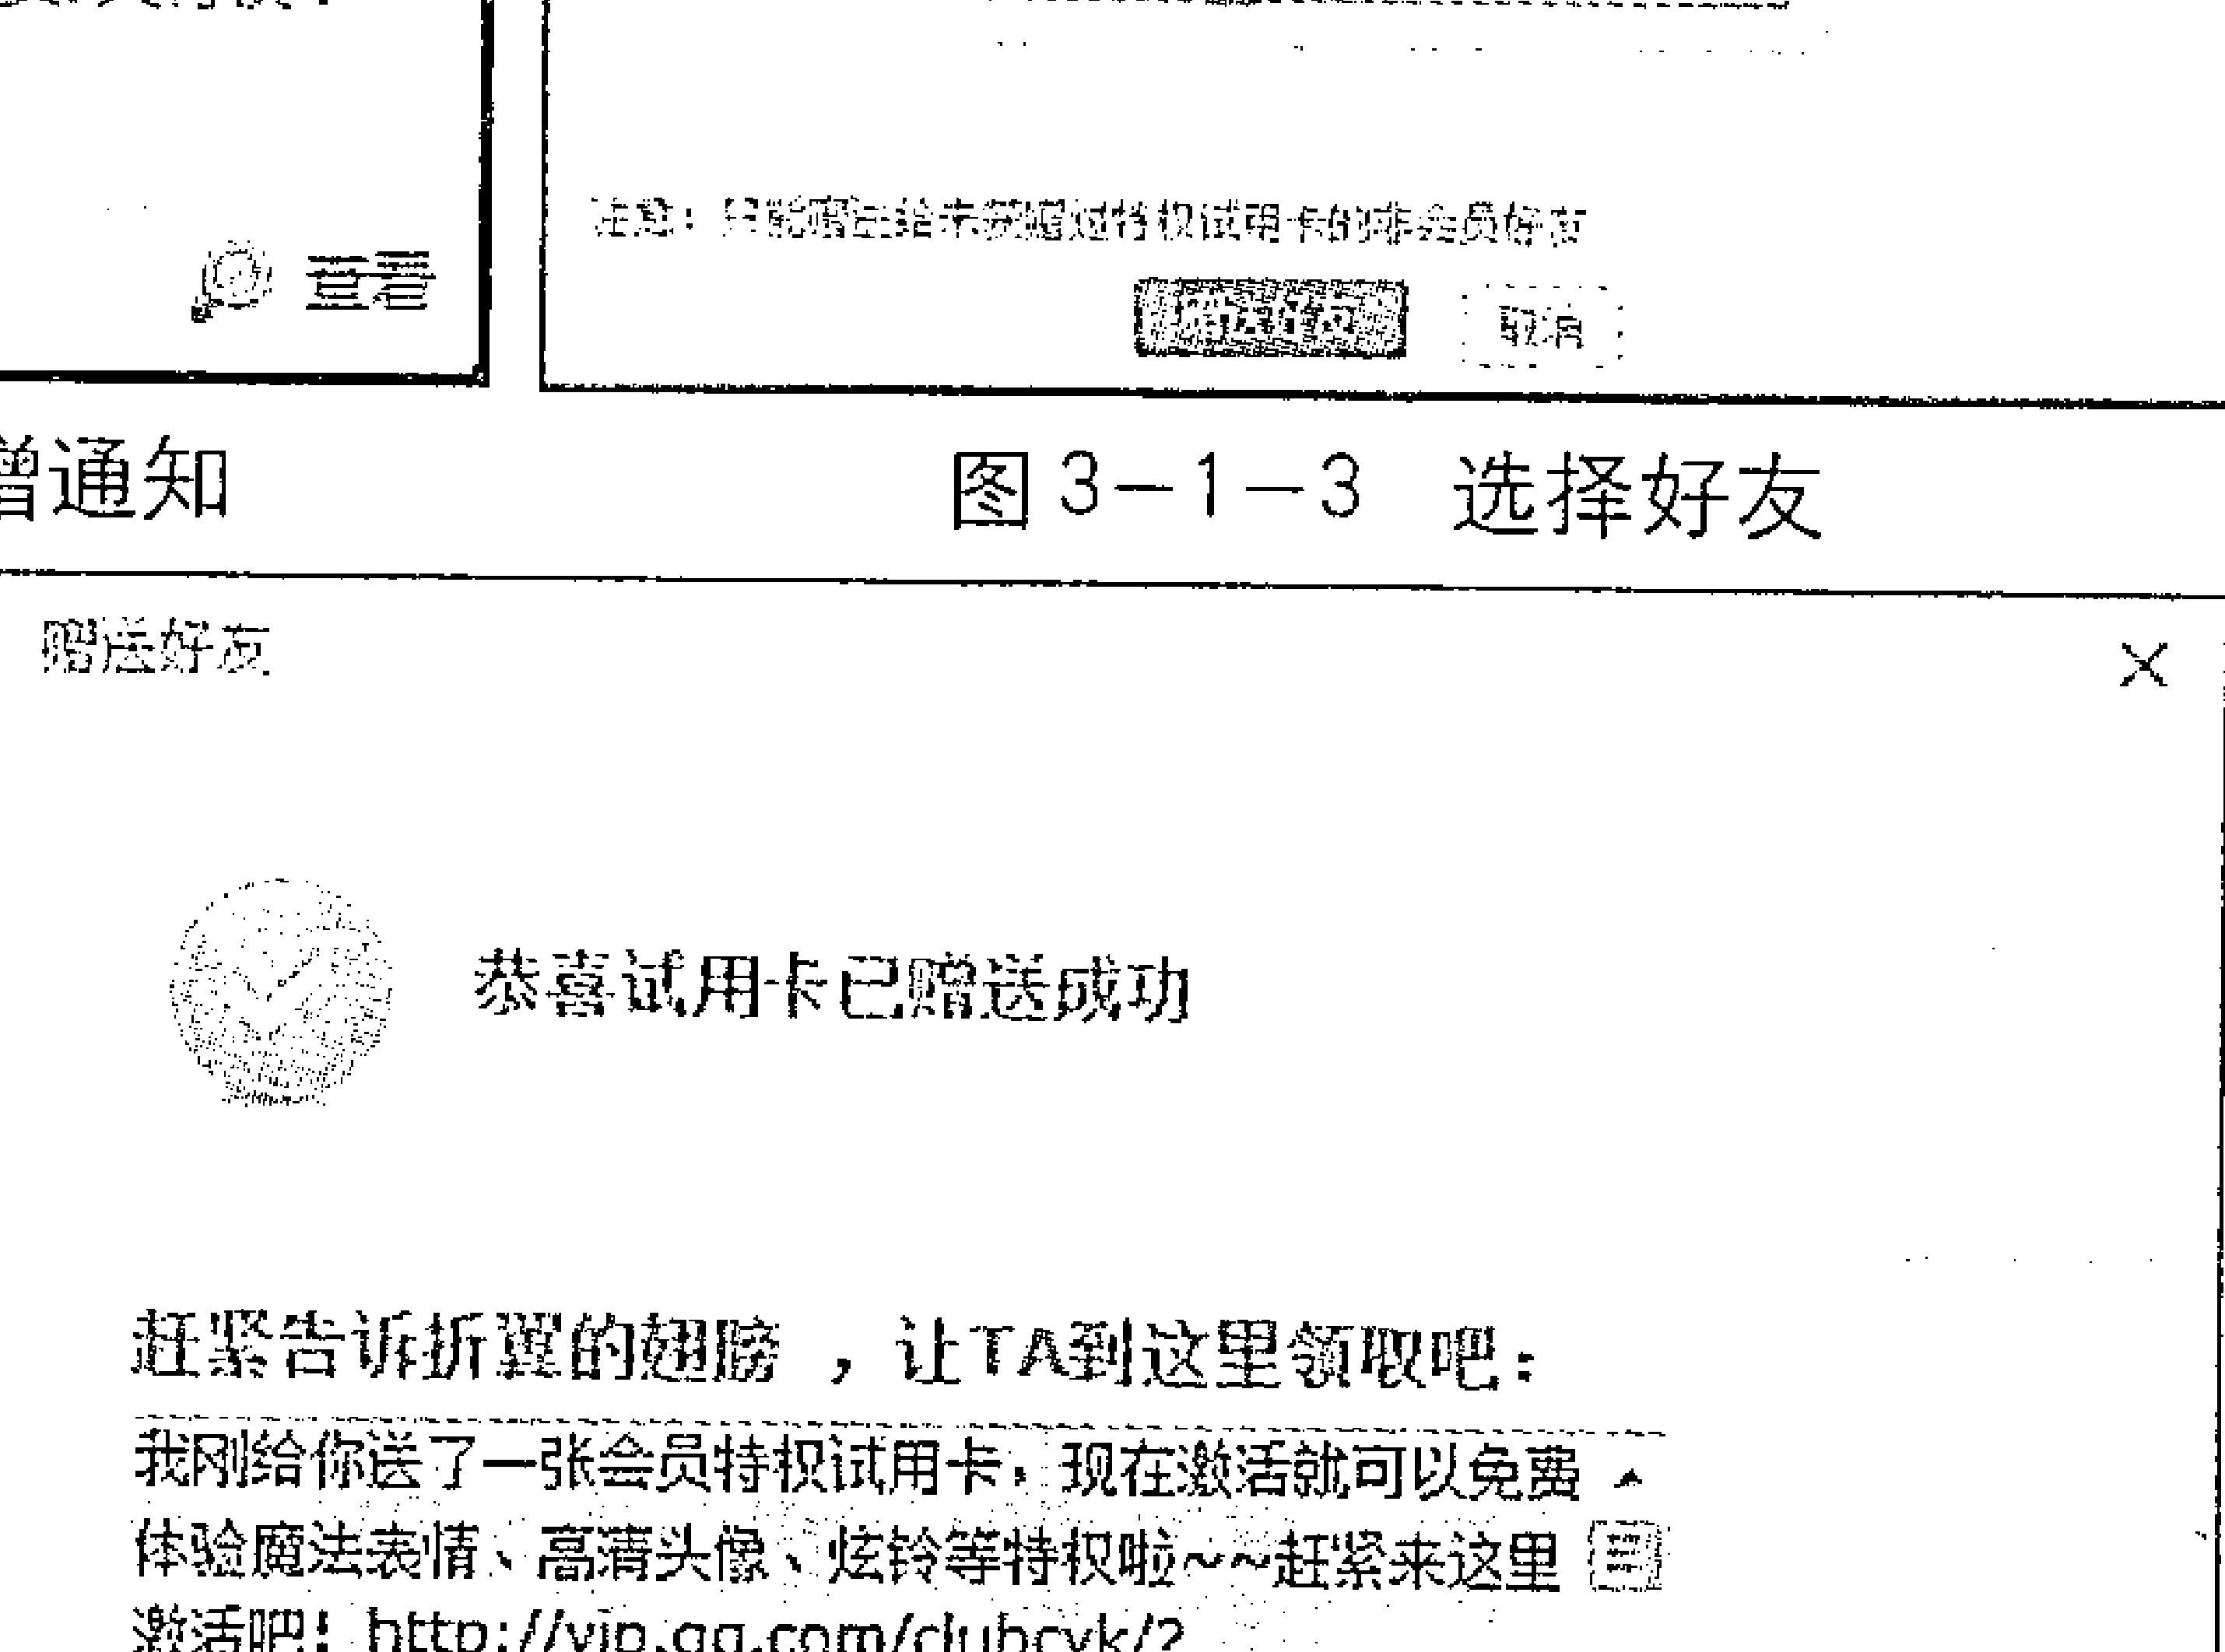 查看
注意：只能赠送给未获赠过特权试用卡的非会员好友
赠送好友 取消
增通知
图3-1-3 选择好友
赠送好友
恭喜试用卡已赠送成功
赶紧告诉折翼的翅膀 ，让TA到这里领取吧：
我刚给你送了一张会员特权试用卡，现在激活就可以免费
体验魔法表情、高清头像、炫铃等特权啦~~赶紧来这里
激活吧！http://vip.qq.com/clubcyk/?